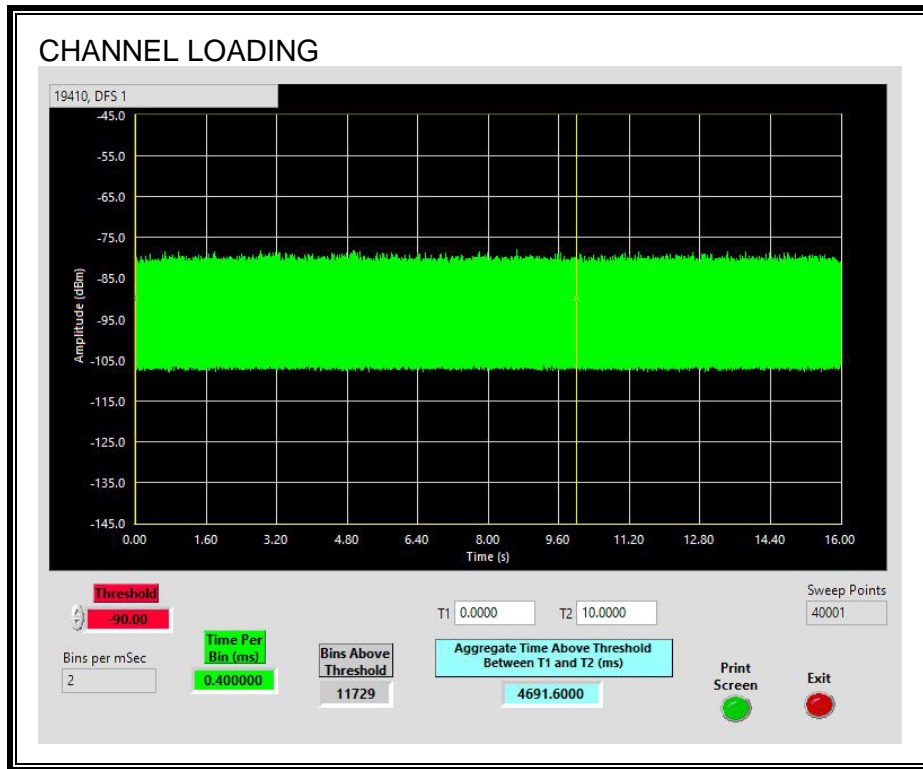 CHANNEL LOADING
19410, DFS 1
-45.0
-55.0
-65.0
-75.0
-85.0
-95.0
-105.0
-115.0
-125.0
-135.0
-145.0
Amplitude (dBm)
0.00 1.60 3.20 4.80 6.40 8.00 9.60 11.20 12.80 14.40 16.00
Time (s)
Threshold
-90.00
Bins per mSec
2
Time Per
Bin (ms)
0.400000
Bins Above
Threshold
11729
T1 0.0000 T2 10.0000
Aggregate Time Above Threshold
Between T1 and T2 (ms)
4691.6000
Sweep Points
40001
Print
Screen
Exit